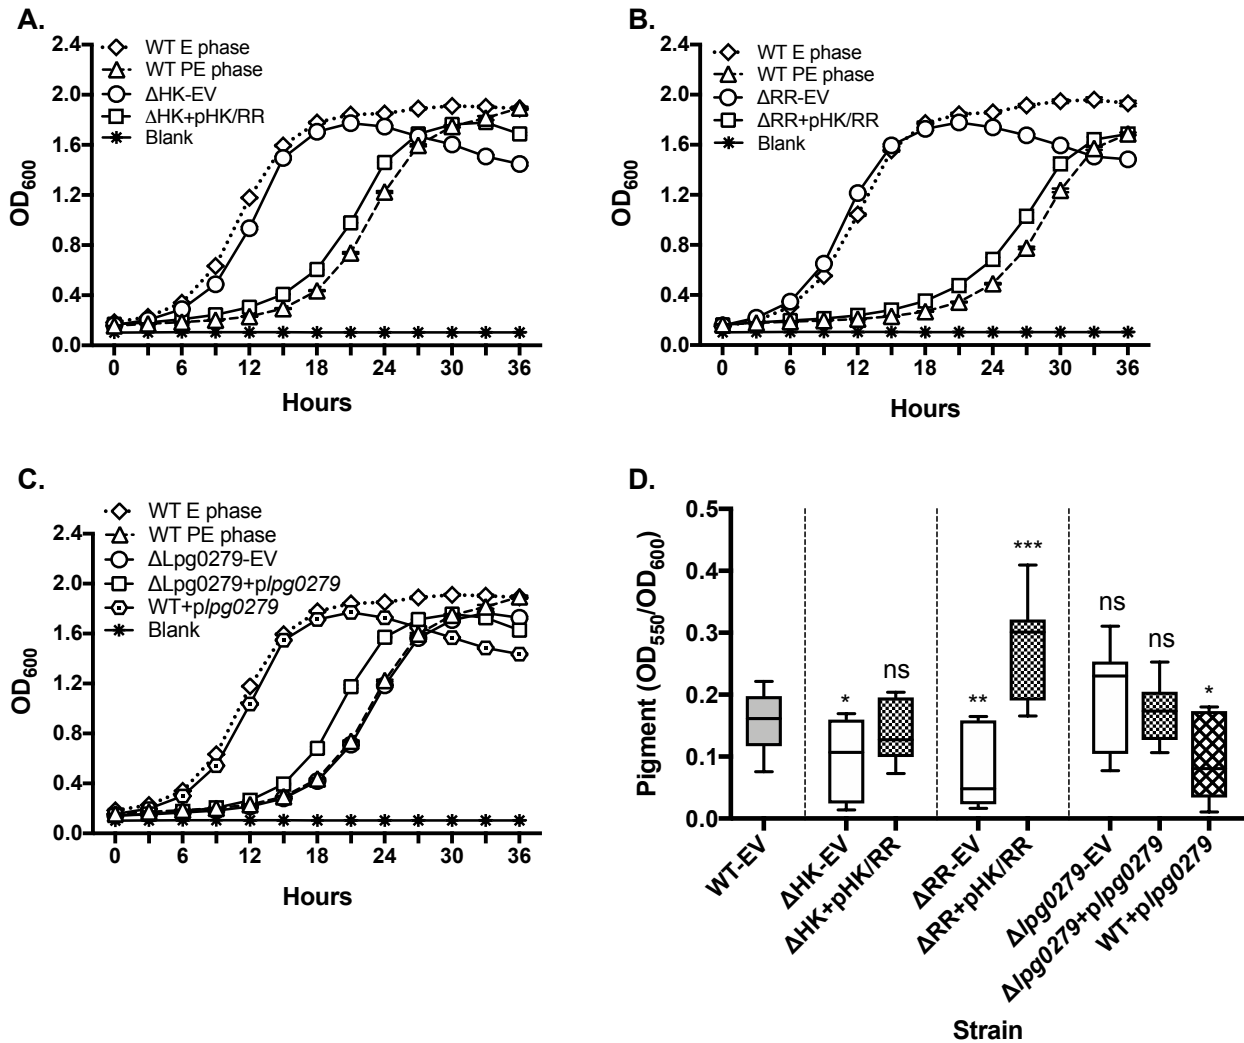 A.
2.4
2.0
1.6
1.2
0.8
0.4
0.0
OD600
WT E phase
WT PE phase
ΔHK-EV
ΔHK+pHK/RR
Blank
0 6 12 18 24 30 36
Hours
B.
2.4
2.0
1.6
1.2
0.8
0.4
0.0
OD600
WT E phase
WT PE phase
ΔRR-EV
ΔRR+pHK/RR
Blank
0 6 12 18 24 30 36
Hours
C.
2.4
2.0
1.6
1.2
0.8
0.4
0.0
OD600
WT E phase
WT PE phase
ΔLpg0279-EV
ΔLpg0279+plpg0279
WT+plpg0279
Blank
0 6 12 18 24 30 36
Hours
D.
0.5
0.4
0.3
0.2
0.1
0.0
Pigment (OD550/OD600)
*
ns
**
***
ns
ns
*
WT-EV
ΔHK-EV
ΔHK+pHK/RR
ΔRR-EV
ΔRR+pHK/RR
Δlpg0279-EV
Δlpg0279+plpg0279
WT+plpg0279
Strain